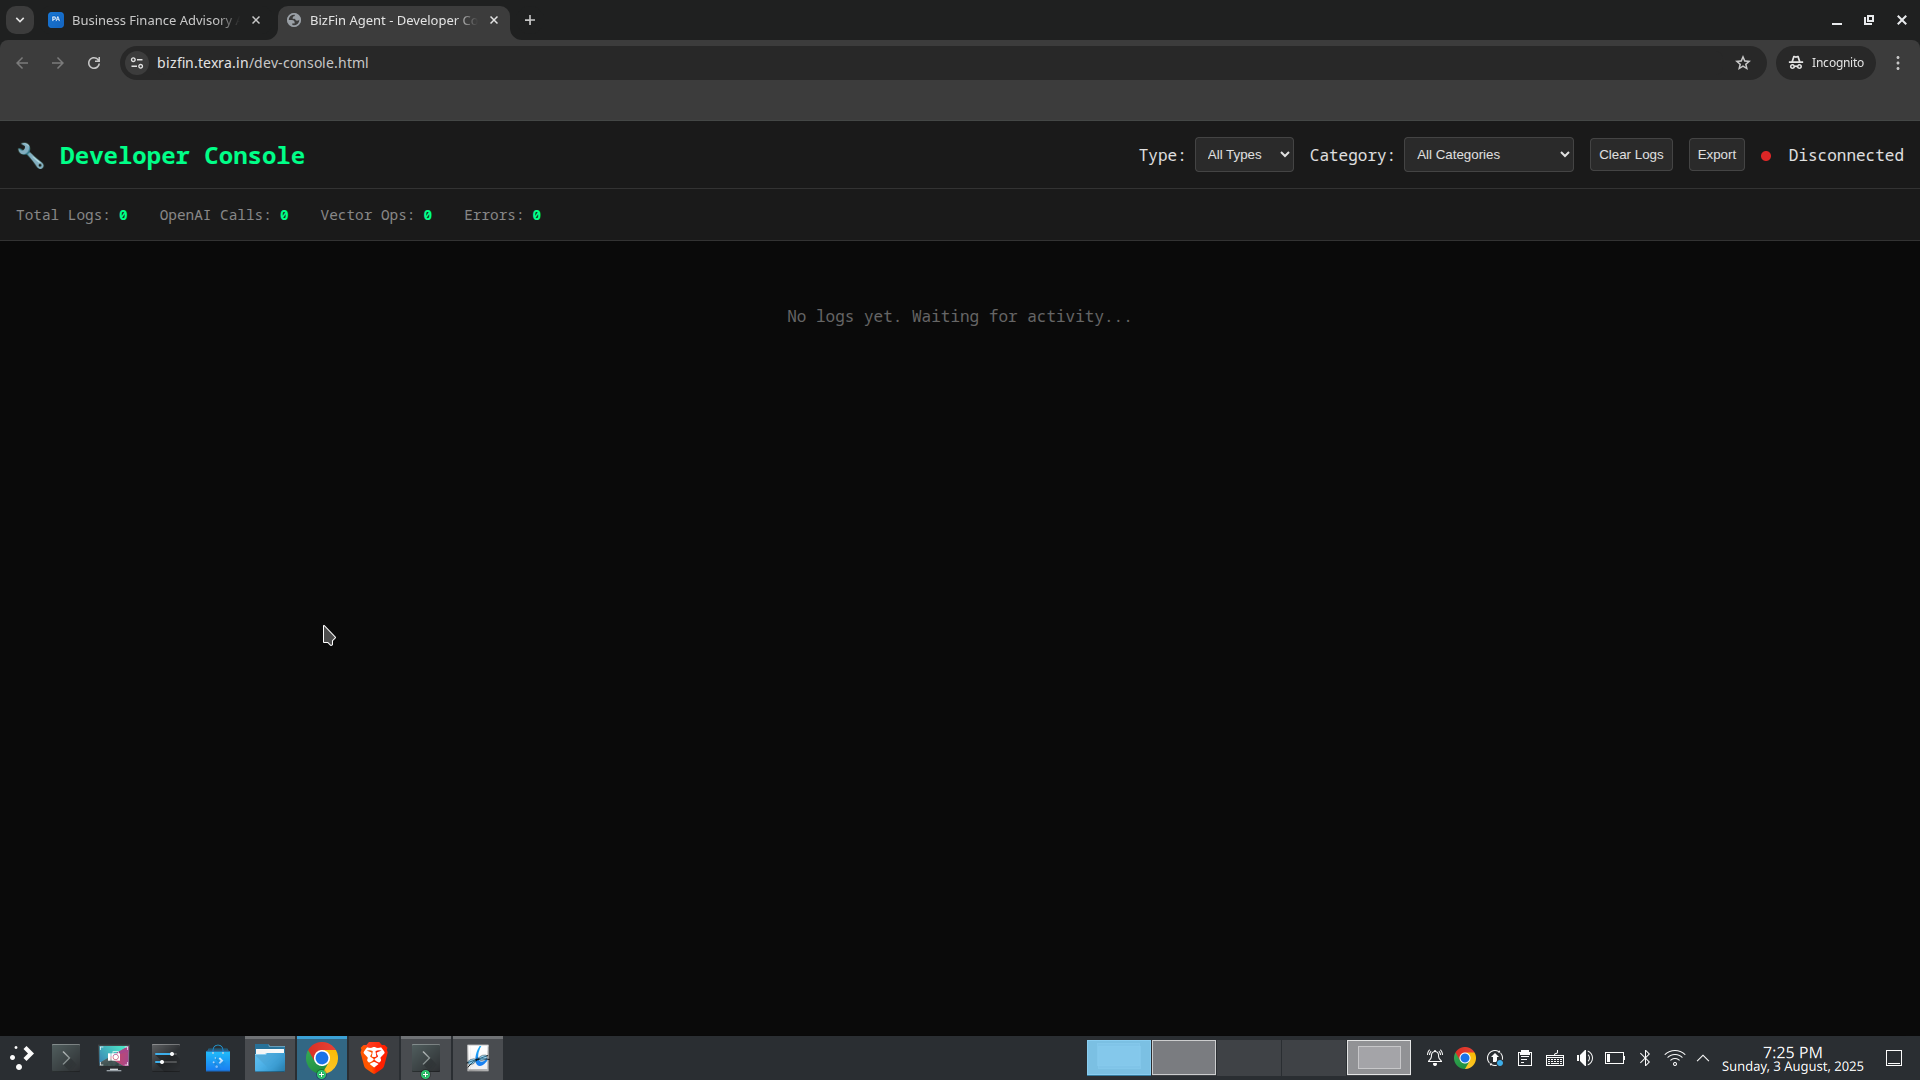 PA Business Finance Advisory
BizFin Agent - Developer Co
bizfin.texra.in/dev-console.html
Incognito
Developer Console
Type: All Types Category: All Categories Clear Logs Export Disconnected
Total Logs: 0 OpenAI Calls: 0 Vector Ops: 0 Errors: 0
No logs yet. Waiting for activity...
7:25 PM
Sunday, 3 August, 2025